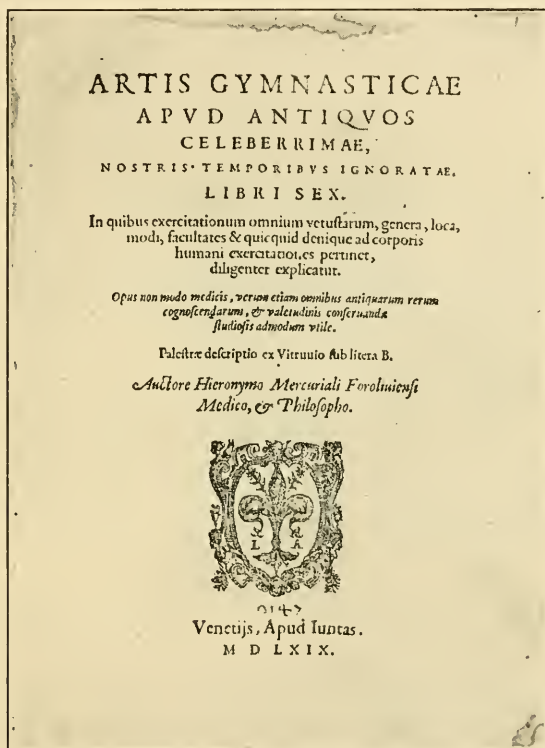 ARTIS GYMNASTICAE
APVD ANTIQVOS
CELEBERRIMAE,
NOSTRIS TEMPORIBVS IGNORATAE.
LIBRI SEX.
In quibus exercitationum omnium vetuſtarum, genera, loca,
modi, facultates & quicquid denique ad corporis
humani exercitationes pertinet,
diligenter explicatur.
Opus non modo medicis, verum etiam omnibus antiquarum rerum
cognoſcendarum, & valetudinis conſeruandæ
ſtudioſis admodum vtile.
Paleſtræ deſcriptio ex Vitruuio ſub litera B.
Auctore Hieronymo Mercuriali Foroliuienſi
Medico, & Philoſopho.
L A
Venetijs, Apud Iuntas.
M D LXIX.